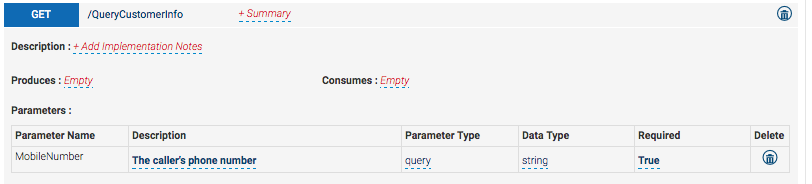 GET /QueryCustomerInfo + Summary
Description : + Add Implementation Notes
Produces : Empty Consumes : Empty
Parameters :
Parameter Name Description Parameter Type Data Type Required Delete
MobileNumber The caller's phone number query string True